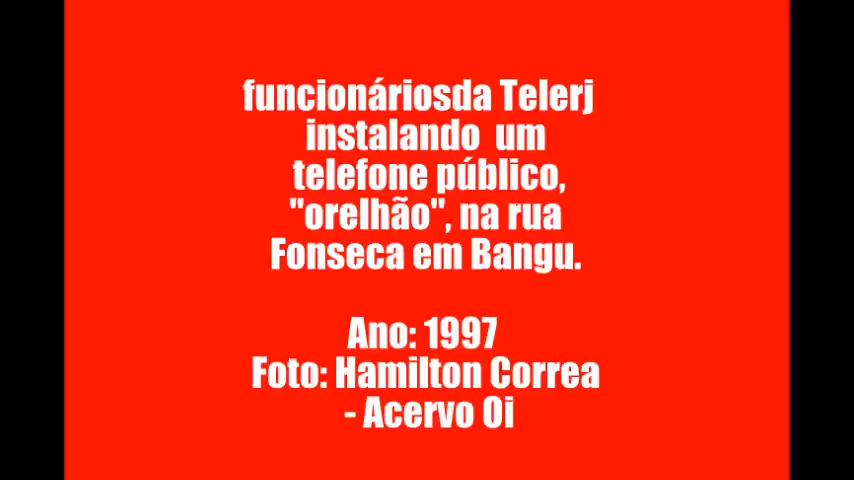 funcionáriosda Telerj
instalando um
telefone público,
"orelhão", na rua
Fonseca em Bangu.
Ano: 1997
Foto: Hamilton Correa
- Acervo Oi